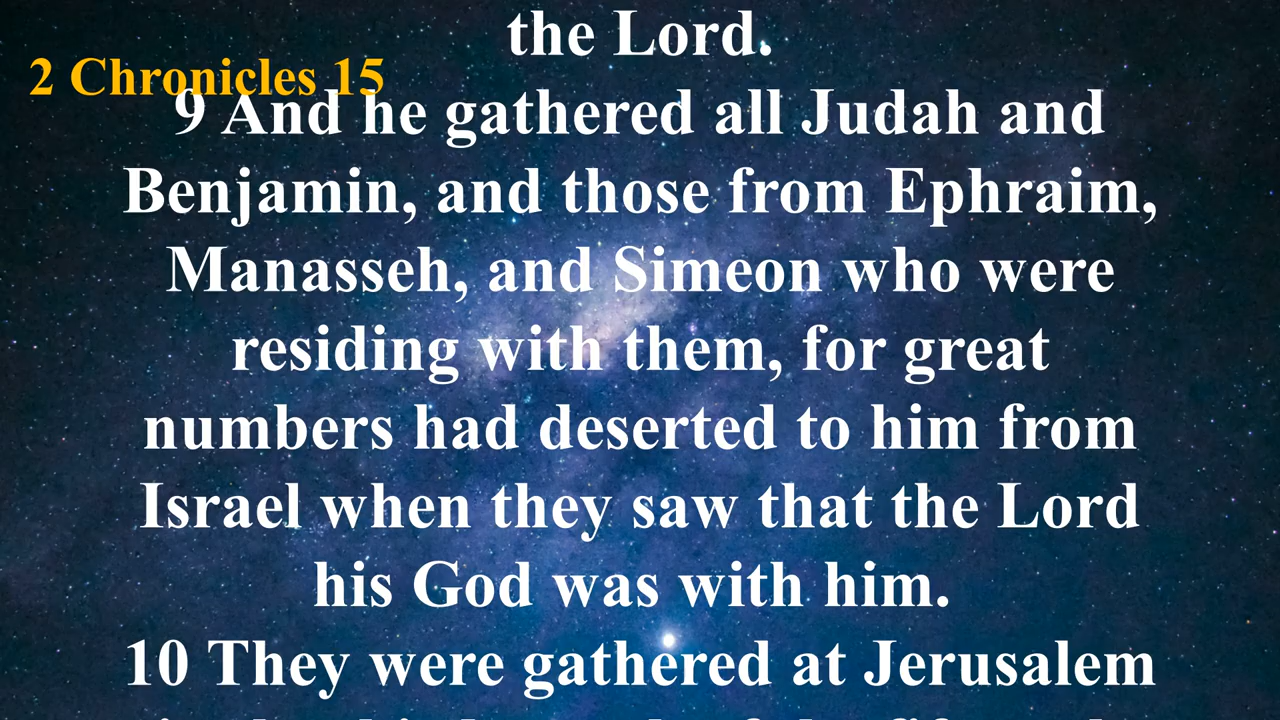 the Lord.
2 Chronicles 15
9 And he gathered all Judah and
Benjamin, and those from Ephraim,
Manasseh, and Simeon who were
residing with them, for great
numbers had deserted to him from
Israel when they saw that the Lord
his God was with him.
10 They were gathered at Jerusalem